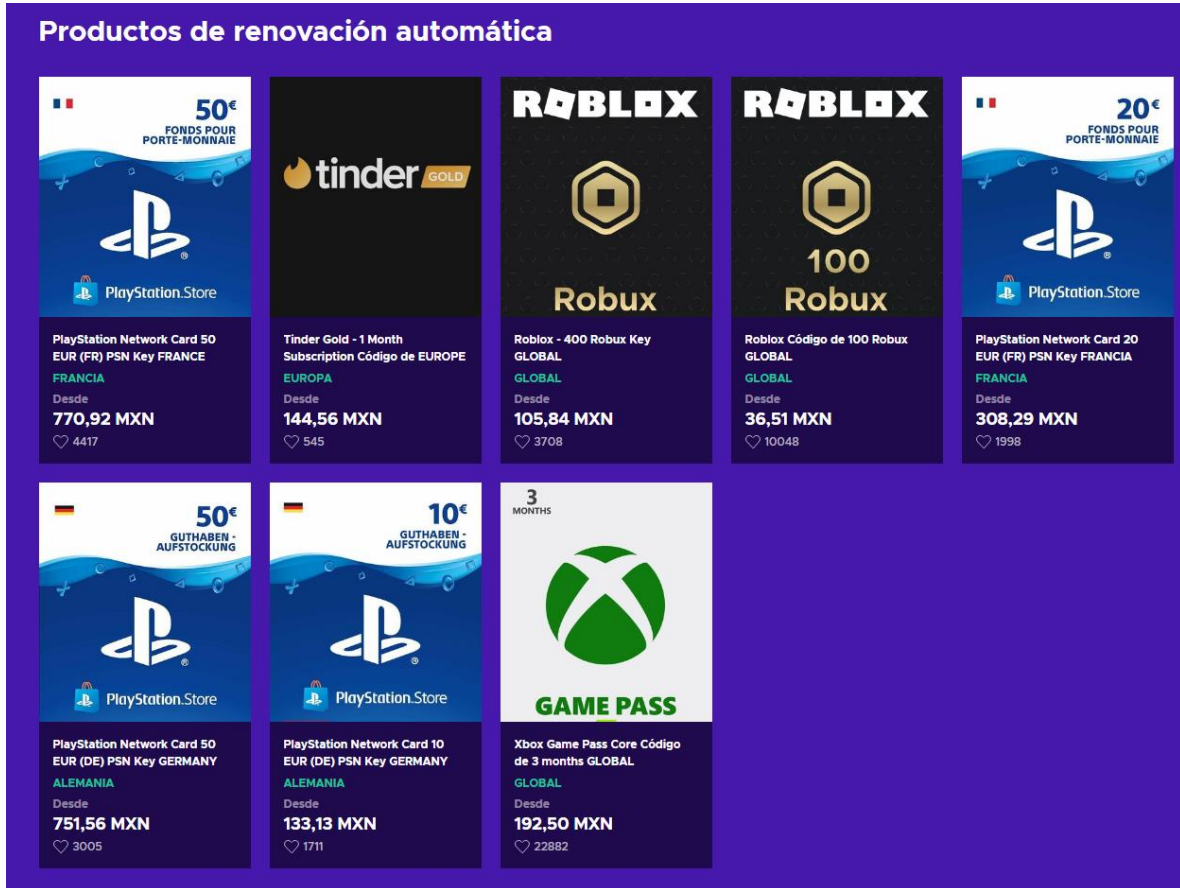 Productos de renovación automática
50€
FONDS POUR
PORTE-MONNAIE
PlayStation.Store
PlayStation Network Card 50
EUR (FR) PSN Key FRANCE
FRANCIA
Desde
770,92 MXN
4417
tinder GOLD
Tinder Gold - 1 Month
Subscription Código de EUROPE
EUROPA
Desde
144,56 MXN
545
ROBLOX
Robux
Roblox - 400 Robux Key
GLOBAL
GLOBAL
Desde
105,84 MXN
3708
ROBLOX
100
Robux
Roblox Código de 100 Robux
GLOBAL
GLOBAL
Desde
36,51 MXN
10048
20€
FONDS POUR
PORTE-MONNAIE
PlayStation.Store
PlayStation Network Card 20
EUR (FR) PSN Key FRANCIA
FRANCIA
Desde
308,29 MXN
1998
50€
GUTHABEN -
AUFSTOCKUNG
PlayStation.Store
PlayStation Network Card 50
EUR (DE) PSN Key GERMANY
ALEMANIA
Desde
751,56 MXN
3005
10€
GUTHABEN -
AUFSTOCKUNG
PlayStation.Store
PlayStation Network Card 10
EUR (DE) PSN Key GERMANY
ALEMANIA
Desde
133,13 MXN
1711
3
MONTHS
GAME PASS
Xbox Game Pass Core Código
de 3 months GLOBAL
GLOBAL
Desde
192,50 MXN
22882